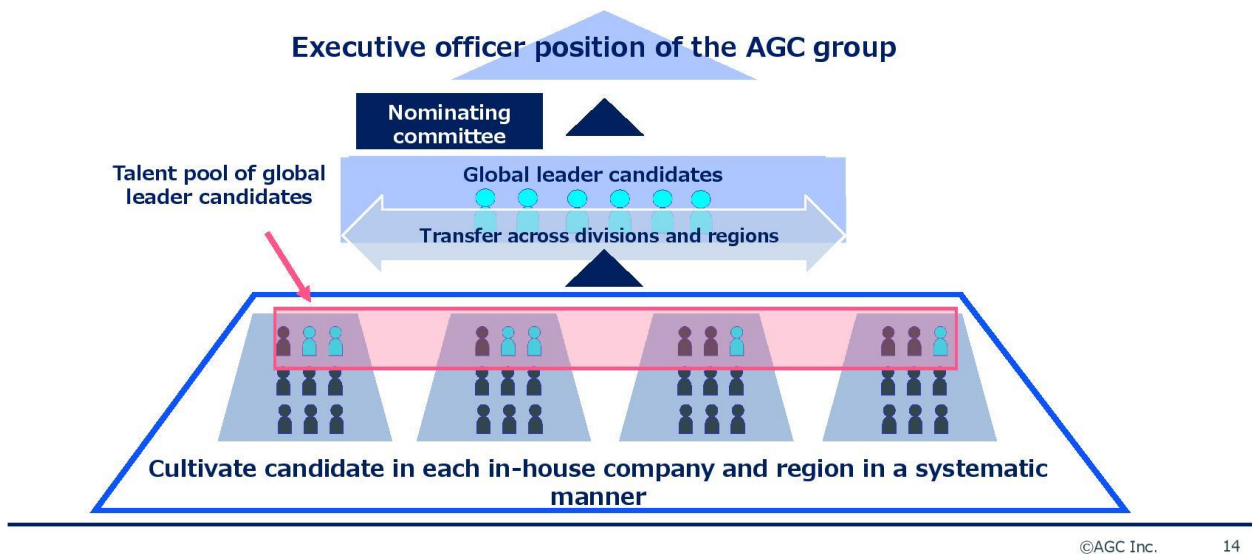 Executive officer position of the AGC group
Nominating
committee
Talent pool of global
leader candidates
Global leader candidates
Transfer across divisions and regions
Cultivate candidate in each in-house company and region in a systematic
manner
©AGC Inc.
14